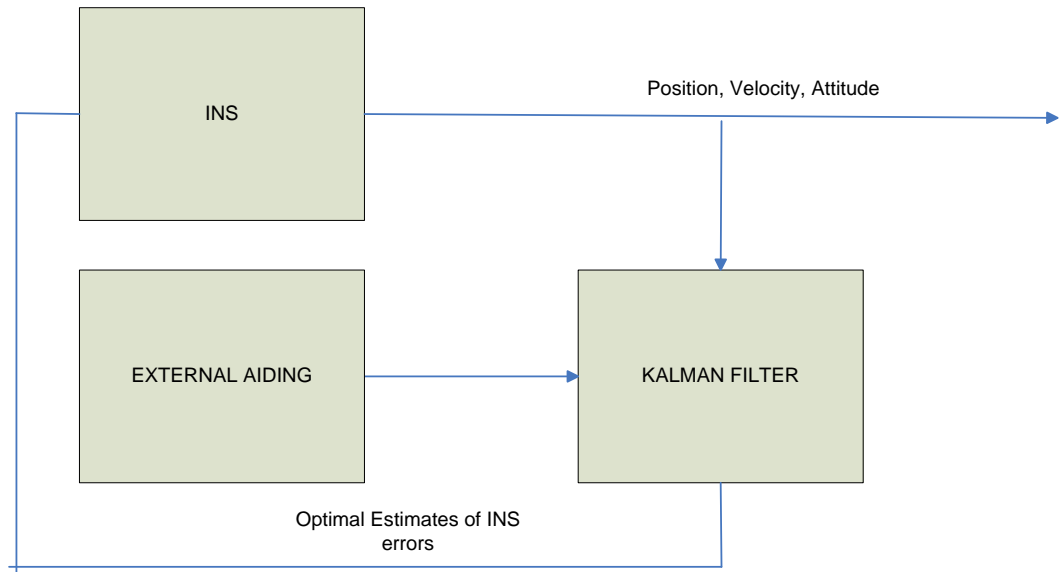 INS
Position, Velocity, Attitude
EXTERNAL AIDING
KALMAN FILTER
Optimal Estimates of INS
errors